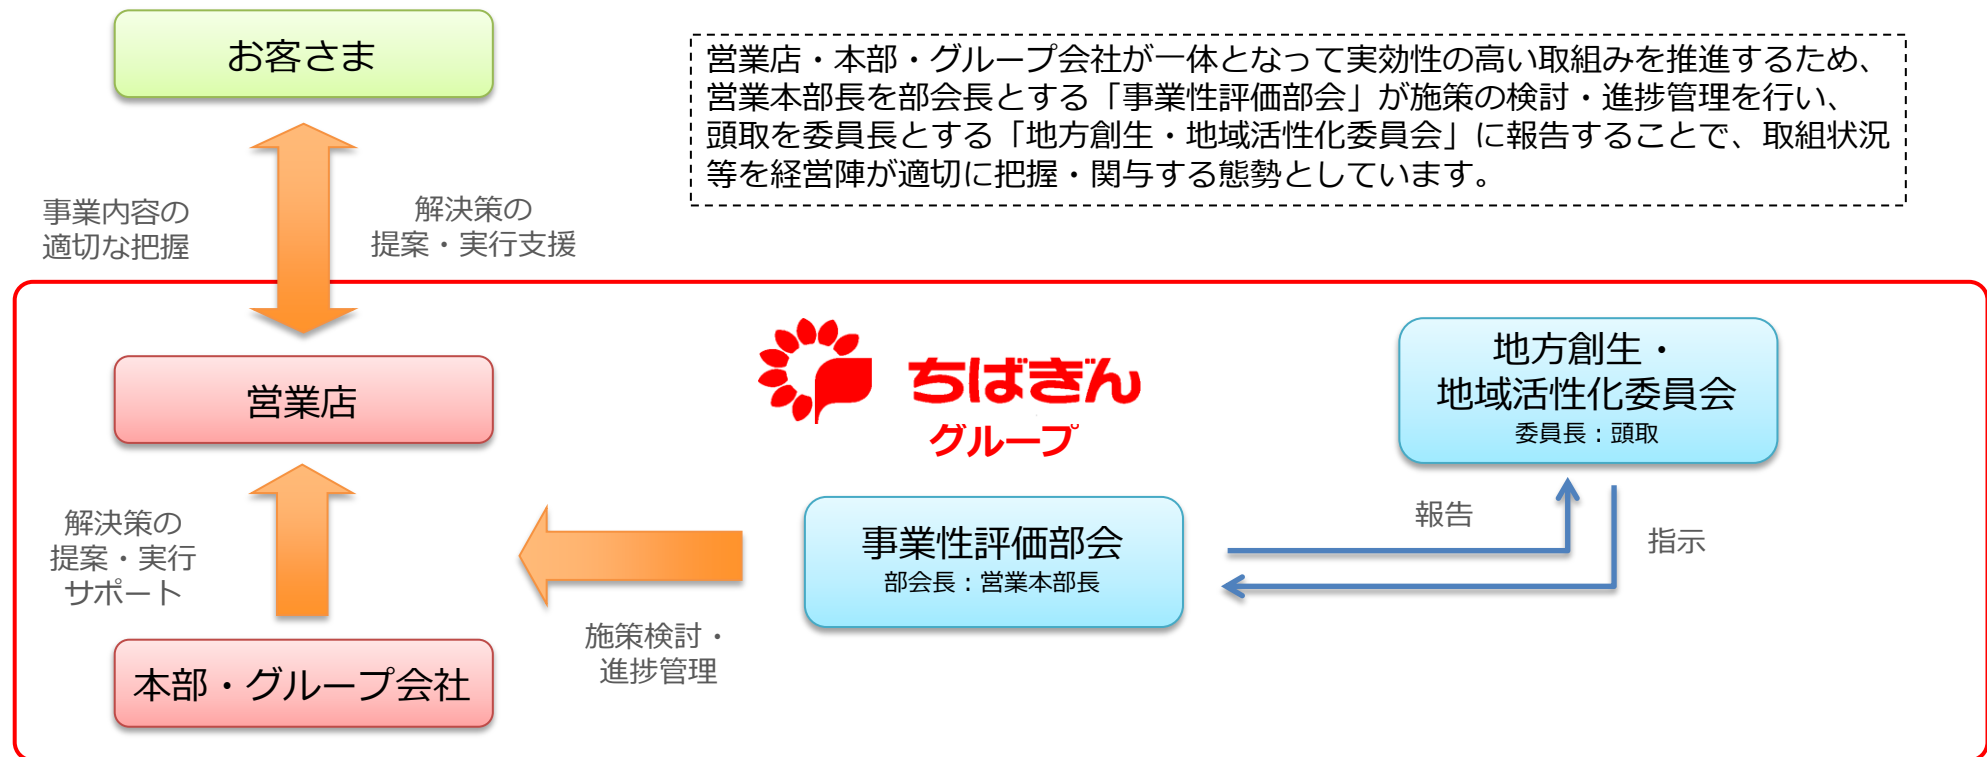 お客さま
営業店・本部・グループ会社が一体となって実効性の高い取組みを推進するため、
営業本部長を部会長とする「事業性評価部会」が施策の検討・進捗管理を行い、
頭取を委員長とする「地方創生・地域活性化委員会」に報告することで、取組状況
等を経営陣が適切に把握・関与する態勢としています。
事業内容の
適切な把握
解決策の
提案・実行支援
営業店
ちばぎん
グループ
地方創生・
地域活性化委員会
委員長：頭取
解決策の
提案・実行
サポート
施策検討・
進捗管理
事業性評価部会
部会長：営業本部長
報告
指示
本部・グループ会社